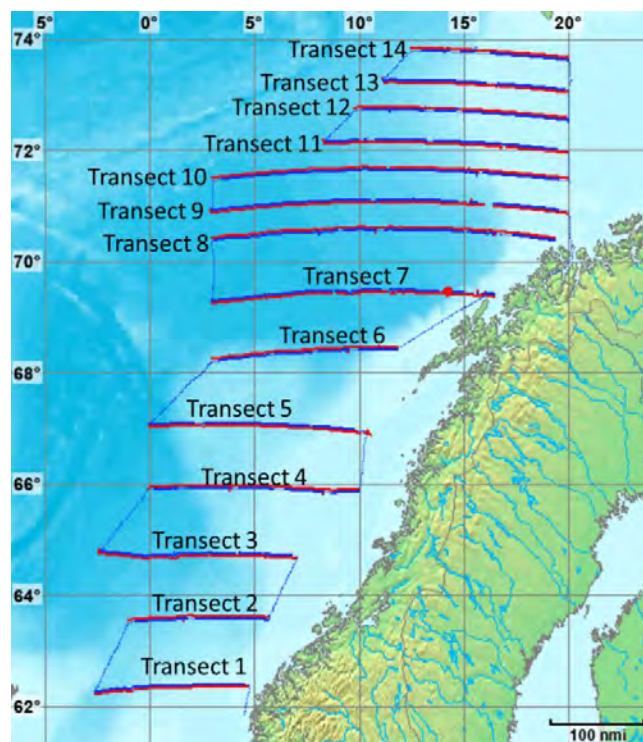 5° 0° 5° 10° 15° 20°
74°
Transect 14
Transect 13
Transect 12
72°
Transect 11
Transect 10
Transect 9
Transect 8
70°
Transect 7
Transect 6
68°
Transect 5
66°
Transect 4
Transect 3
64°
Transect 2
Transect 1
62°
100 nmi